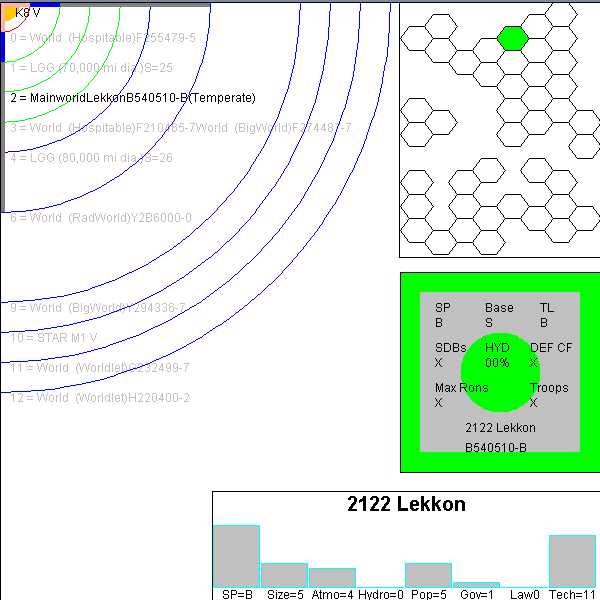 K8 V
0 = World (Hospitable)F255479-5
1 = LGG (70,000 mi dia.)S=25
2 = MainworldLekkonB540510-B(Temperate)
3 = World (Hospitable)F210465-7World (BigWorld)F274487-7
4 = LGG (80,000 mi dia.)S=26
6 = World (RadWorld)Y2B6000-0
9 = World (BigWorld)Y294336-7
10 = STAR M1 V
11 = World (Worldlet)G232499-7
12 = World (Worldlet)H220400-2
SP Base TL
B S B
SDBs HYD DEF CF
X 00% X
Max Rons Troops
X X
2122 Lekkon
B540510-B
2122 Lekkon
SP=B Size=5 Atmo=4 Hydro=0 Pop=5 Gov=1 Law0 Tech=11